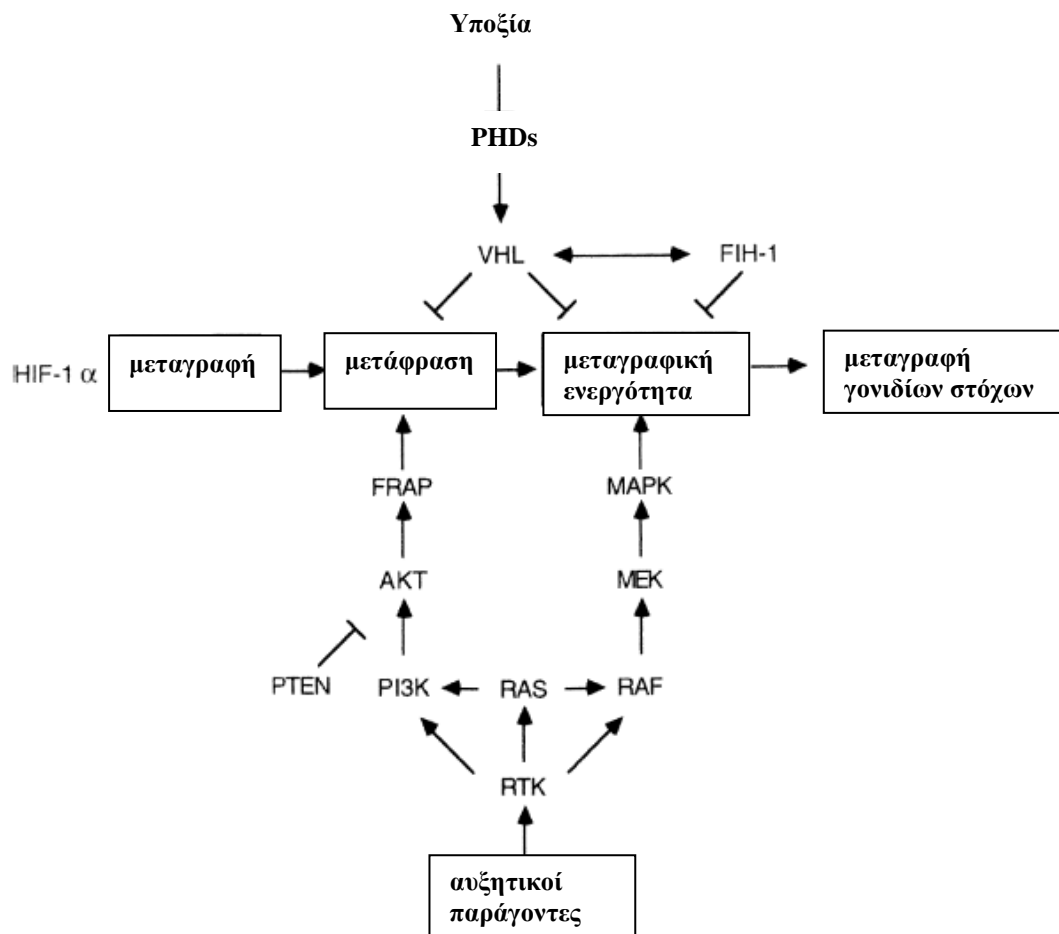 Υποξία
PHDs
VHL
FIH-1
HIF-1 α
μεταγραφή
μετάφραση
μεταγραφική
ενεργότητα
μεταγραφή
γονιδίων στόχων
FRAP
MAPK
AKT
MEK
PTEN
PI3K
RAS
RAF
RTK
αυξητικοί
παράγοντες